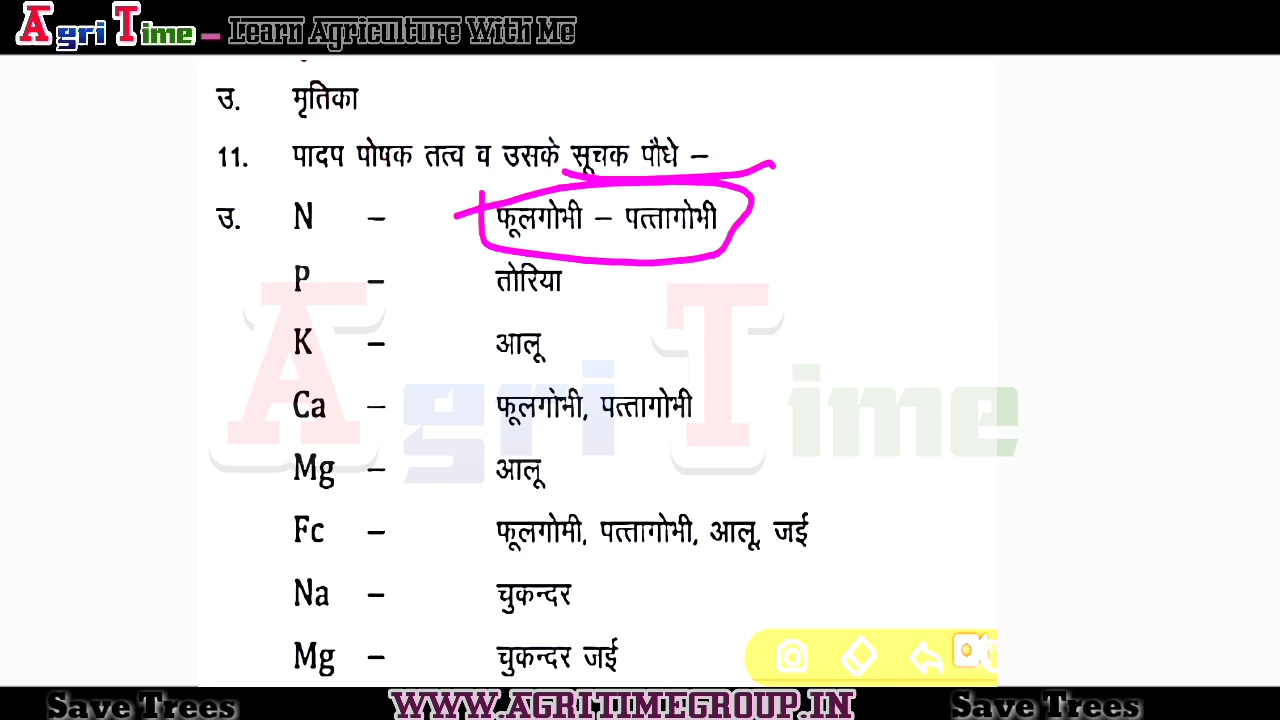 Agri Time – Learn Agriculture With Me
उ. मृतिका
11. पादप पोषक तत्व व उसके सूचक पौधे –
उ. N – फूलगोभी – पत्तागोभी
P – तोरिया
K – आलू
Ca – फूलगोभी, पत्तागोभी
Mg – आलू
Fc – फूलगोमी, पत्तागोभी, आलू, जई
Na – चुकन्दर
Mg – चुकन्दर जई
Agri Time
Save Trees WWW.AGRITIMEGROUP.IN Save Trees